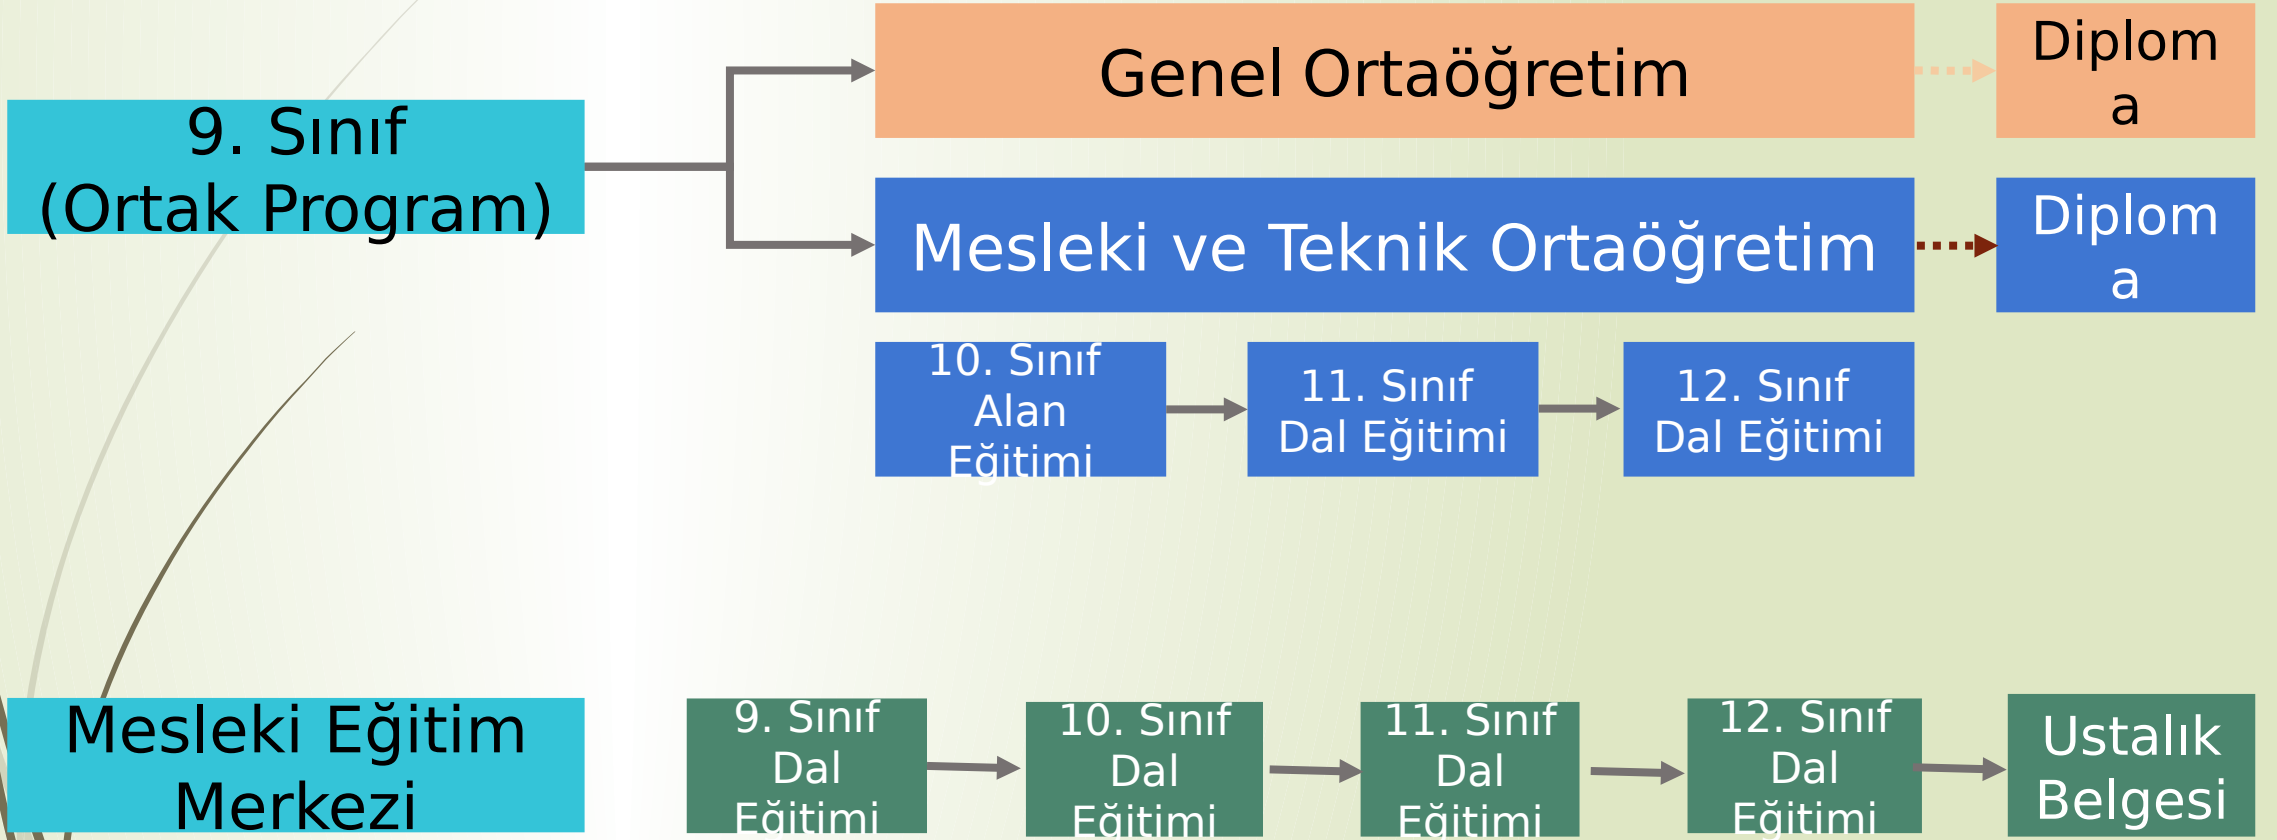 9. Sınıf
(Ortak Program)
Genel Ortaöğretim
Diplom
a
Mesleki ve Teknik Ortaöğretim
Diplom
a
10. Sınıf
Alan
Eğitimi
11. Sınıf
Dal Eğitimi
12. Sınıf
Dal Eğitimi
Mesleki Eğitim
Merkezi
9. Sınıf
Dal
Eğitimi
10. Sınıf
Dal
Eğitimi
11. Sınıf
Dal
Eğitimi
12. Sınıf
Dal
Eğitimi
Ustalık
Belgesi